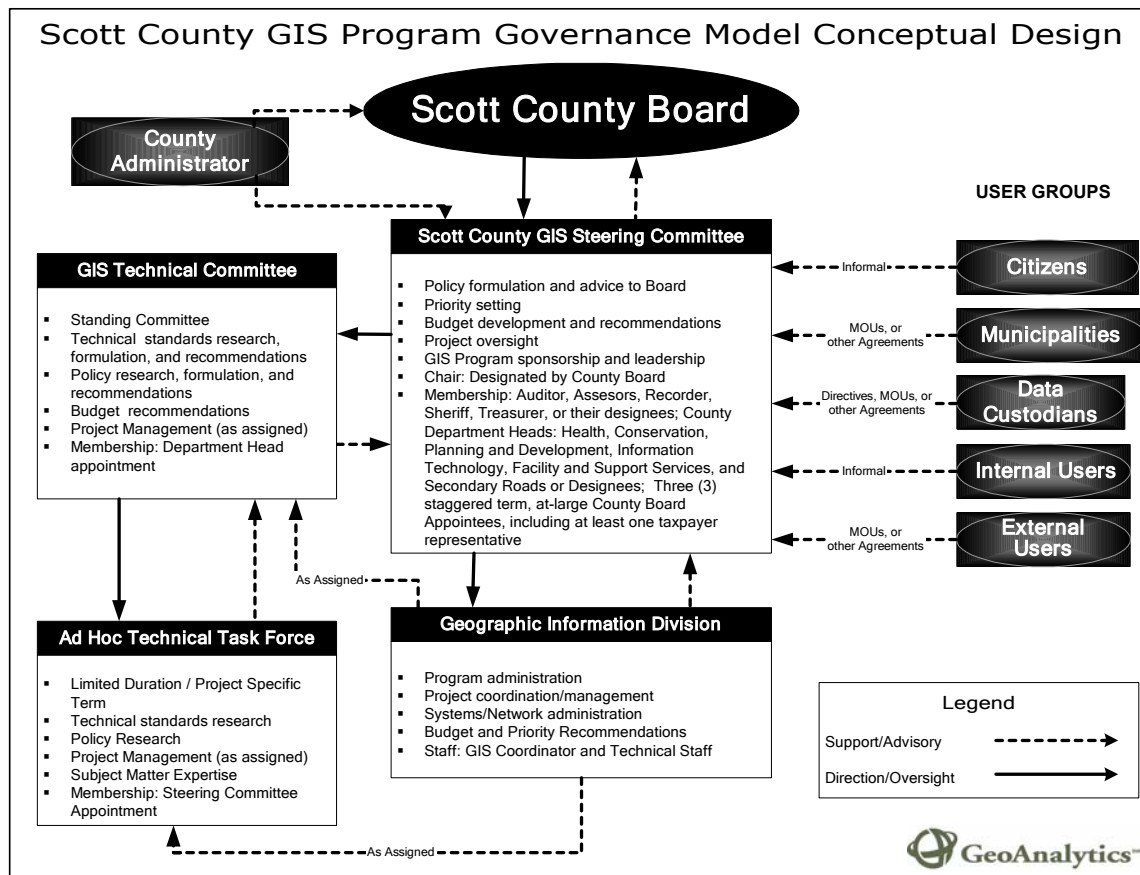 Scott County GIS Program Governance Model Conceptual Design
Scott County Board
County
Administrator
USER GROUPS
Scott County GIS Steering Committee
▪ Policy formulation and advice to Board
▪ Priority setting
▪ Budget development and recommendations
▪ Project oversight
▪ GIS Program sponsorship and leadership
▪ Chair: Designated by County Board
▪ Membership: Auditor, Assesors, Recorder,
Sheriff, Treasurer, or their designees; County
Department Heads: Health, Conservation,
Planning and Development, Information
Technology, Facility and Support Services, and
Secondary Roads or Designees; Three (3)
staggered term, at-large County Board
Appointees, including at least one taxpayer
representative
GIS Technical Committee
▪ Standing Committee
▪ Technical standards research,
formulation, and recommendations
▪ Policy research, formulation, and
recommendations
▪ Budget recommendations
▪ Project Management (as assigned)
▪ Membership: Department Head
appointment
Informal
Citizens
MOUs, or
other Agreements
Municipalities
Directives, MOUs, or
other Agreements
Data
Custodians
Informal
Internal Users
MOUs, or
other Agreements
External
Users
As Assigned
Ad Hoc Technical Task Force
▪ Limited Duration / Project Specific
Term
▪ Technical standards research
▪ Policy Research
▪ Project Management (as assigned)
▪ Subject Matter Expertise
▪ Membership: Steering Committee
Appointment
Geographic Information Division
▪ Program administration
▪ Project coordination/management
▪ Systems/Network administration
▪ Budget and Priority Recommendations
▪ Staff: GIS Coordinator and Technical Staff
As Assigned
Legend
Support/Advisory
Direction/Oversight
GeoAnalytics